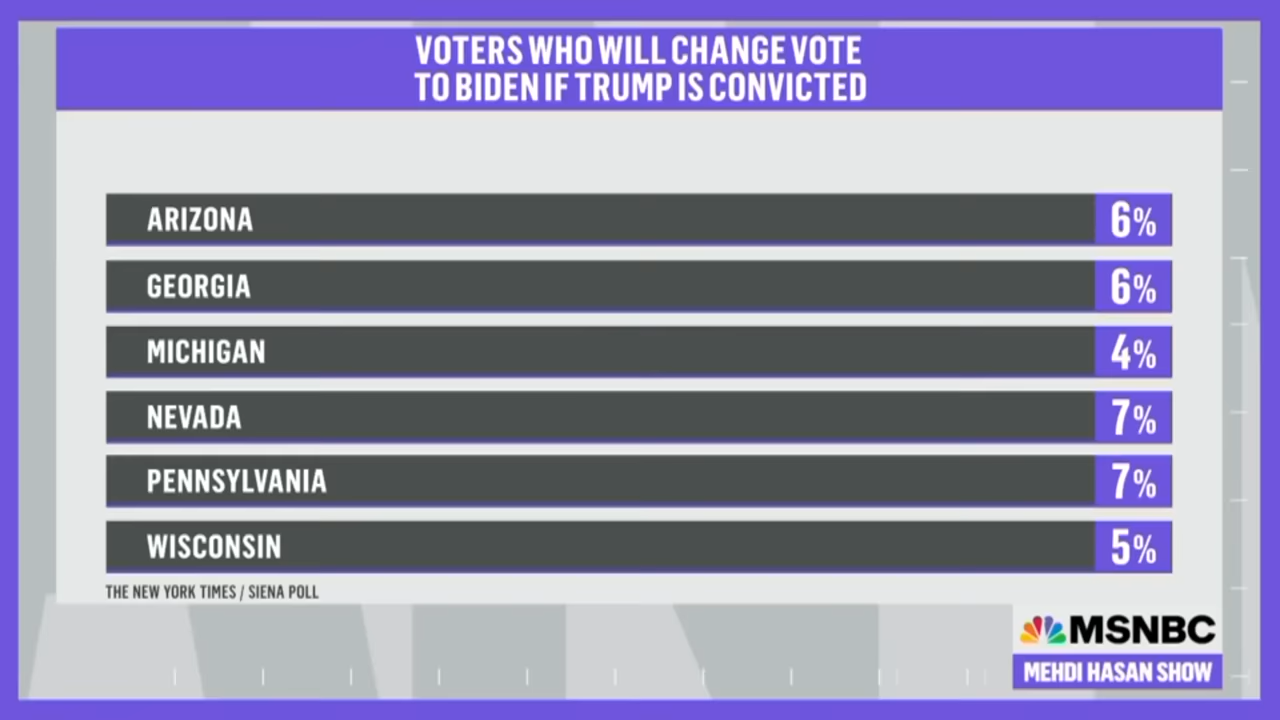 VOTERS WHO WILL CHANGE VOTE
TO BIDEN IF TRUMP IS CONVICTED
ARIZONA 6%
GEORGIA 6%
MICHIGAN 4%
NEVADA 7%
PENNSYLVANIA 7%
WISCONSIN 5%
THE NEW YORK TIMES / SIENA POLL
MSNBC
MEHDI HASAN SHOW